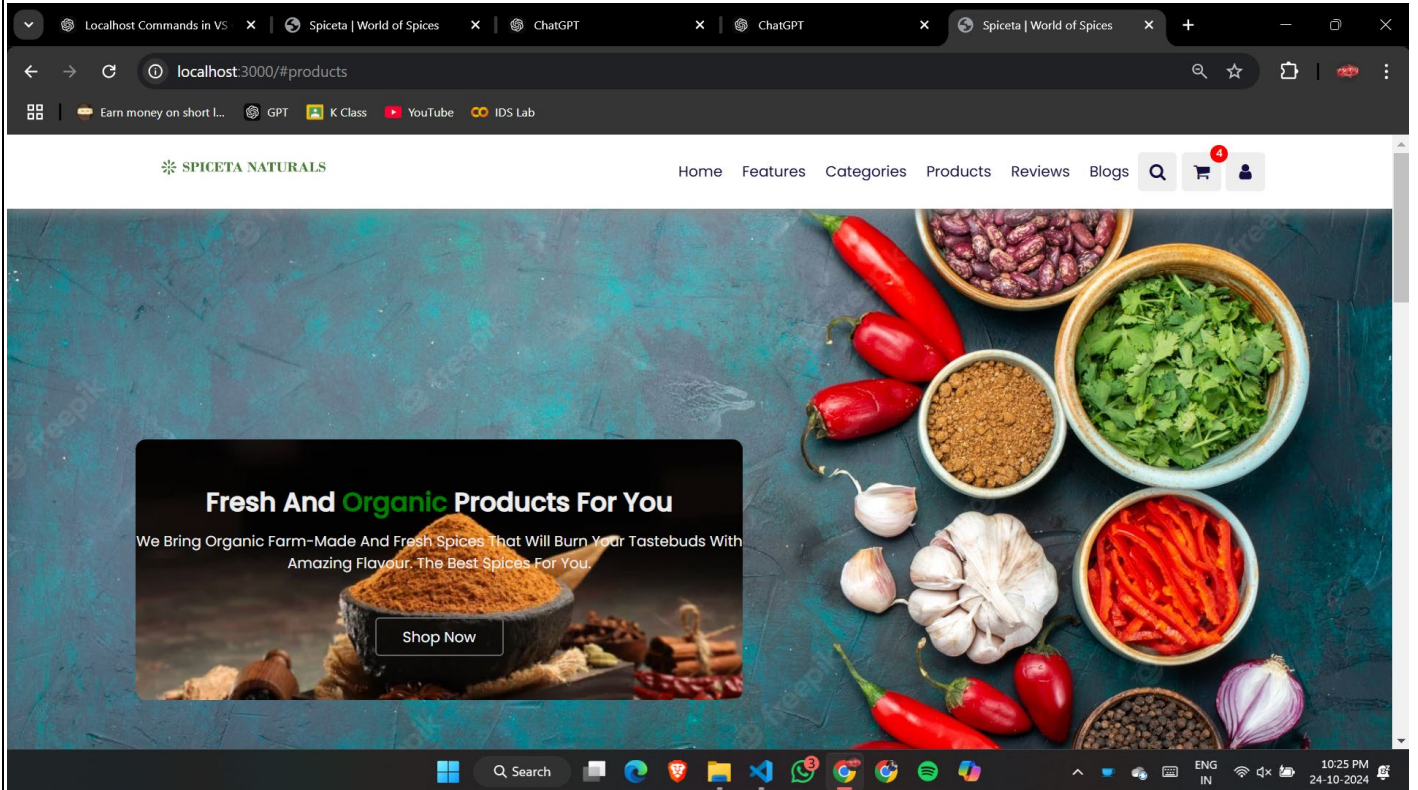 Localhost Commands in VS
Spiceta | World of Spices
ChatGPT
ChatGPT
Spiceta | World of Spices
localhost:3000/#products
Earn money on short l...
GPT
K Class
YouTube
IDS Lab
SPICETA NATURALS
Home Features Categories Products Reviews Blogs
4
Fresh And Organic Products For You
We Bring Organic Farm-Made And Fresh Spices That Will Burn Your Tastebuds With
Amazing Flavour. The Best Spices For You.
Shop Now
freepik
freepik
Search
3
ENG
IN
10:25 PM
24-10-2024